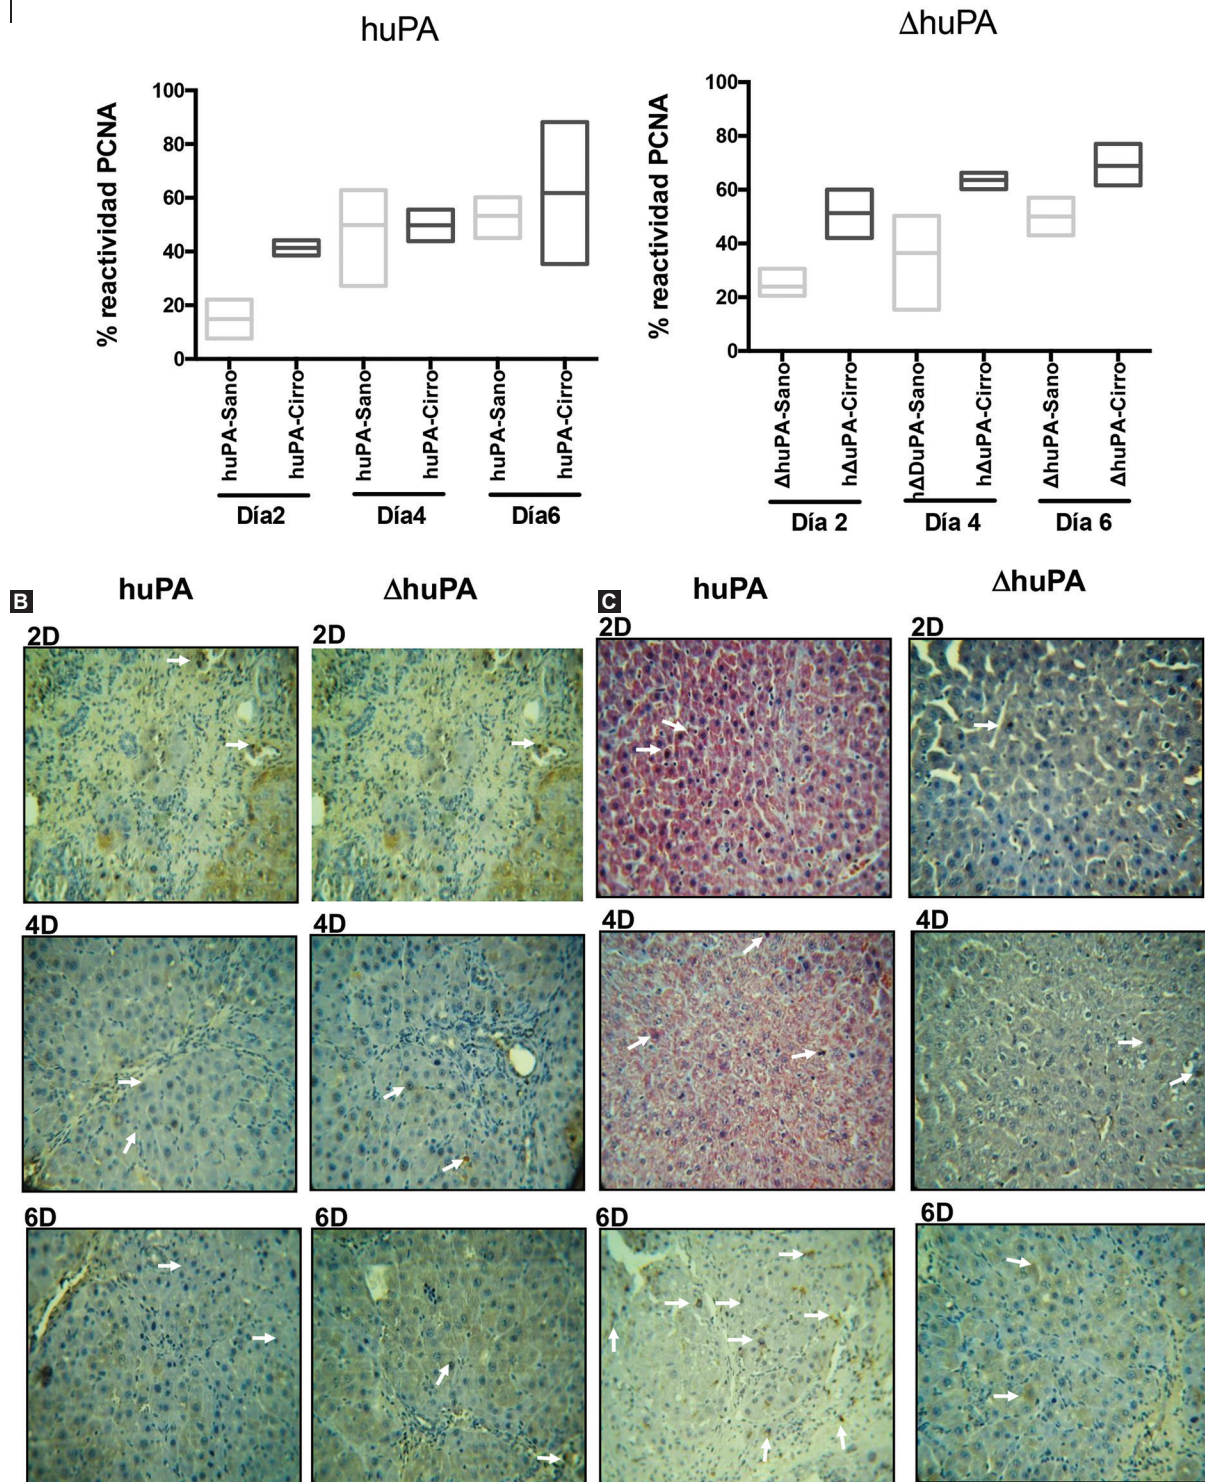 huPA
% reactividad PCNA
100
80
60
40
20
0
huPA-Sano
huPA-Cirro
huPA-Sano
huPA-Cirro
huPA-Sano
huPA-Cirro
Día2
Día4
Día6
ΔhuPA
% reactividad PCNA
100
80
60
40
20
0
ΔhuPA-Sano
hΔuPA-Cirro
hΔDuPA-Sano
hΔuPA-Cirro
ΔhuPA-Sano
ΔhuPA-Cirro
Día 2
Día 4
Día 6
B
huPA
ΔhuPA
2D
2D
4D
4D
6D
6D
C
huPA
ΔhuPA
2D
2D
4D
4D
6D
6D